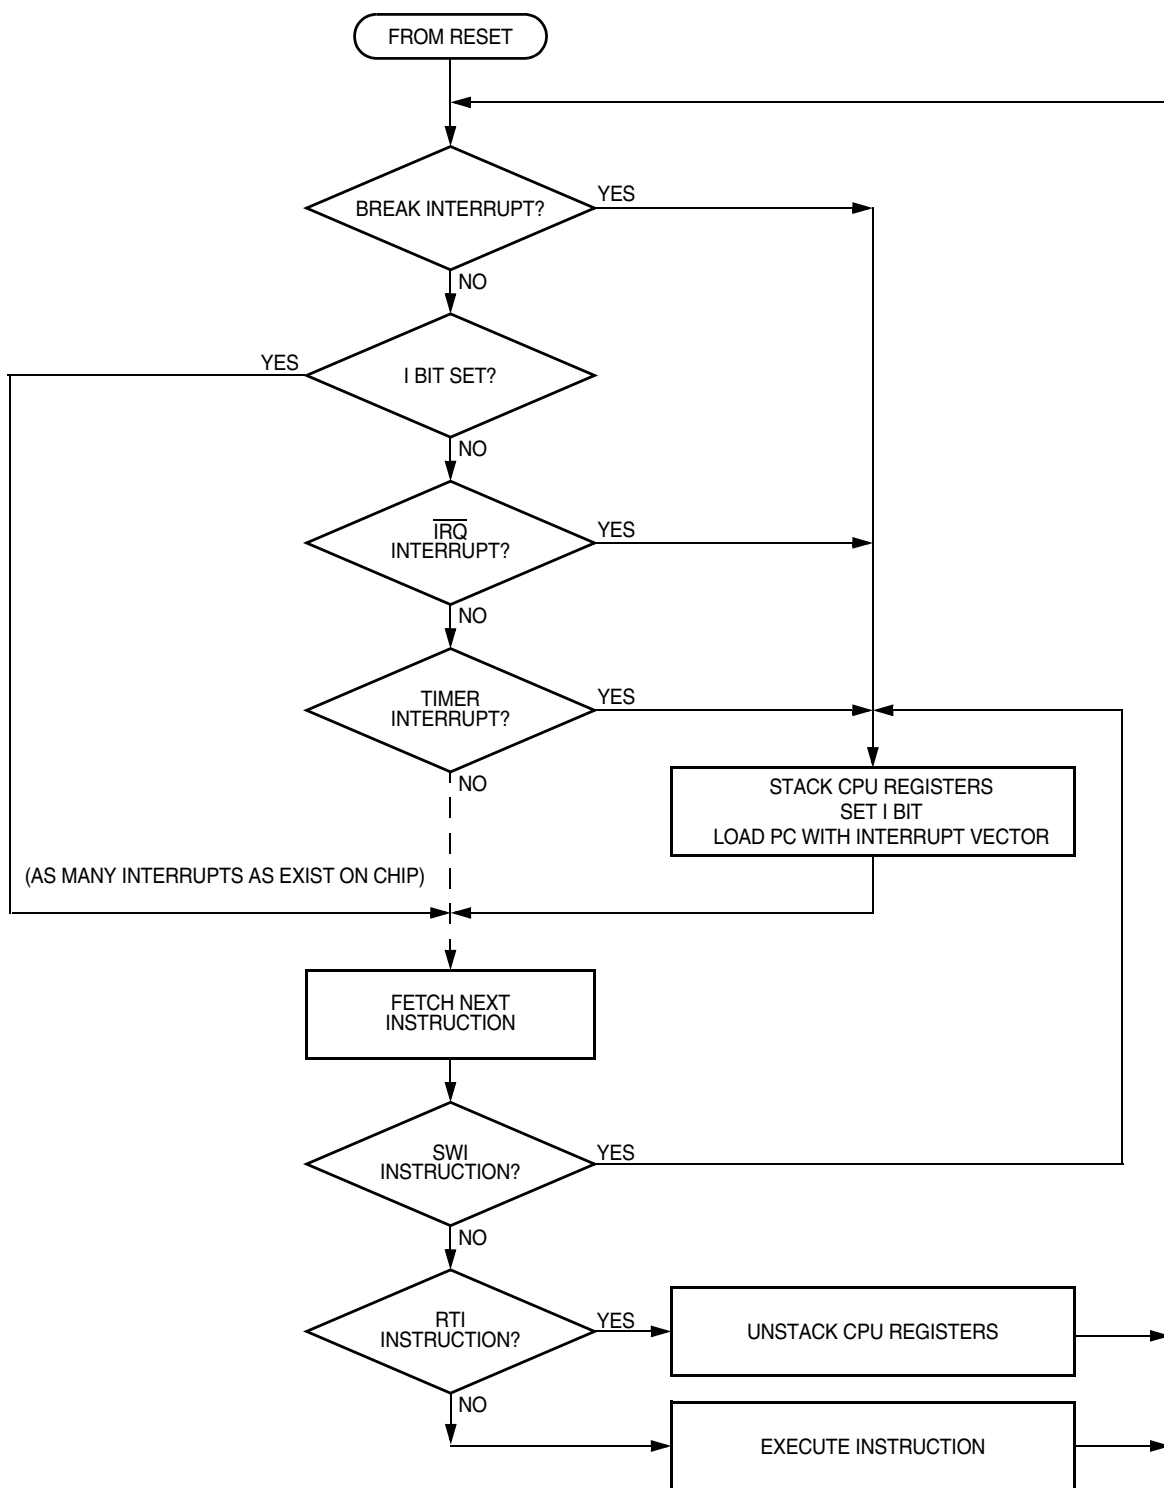 FROM RESET
BREAK INTERRUPT?
YES
NO
YES
I BIT SET?
NO
IRQ
INTERRUPT?
YES
NO
TIMER
INTERRUPT?
YES
NO
STACK CPU REGISTERS
SET I BIT
LOAD PC WITH INTERRUPT VECTOR
(AS MANY INTERRUPTS AS EXIST ON CHIP)
FETCH NEXT
INSTRUCTION
SWI
INSTRUCTION?
YES
NO
RTI
INSTRUCTION?
YES
UNSTACK CPU REGISTERS
NO
EXECUTE INSTRUCTION